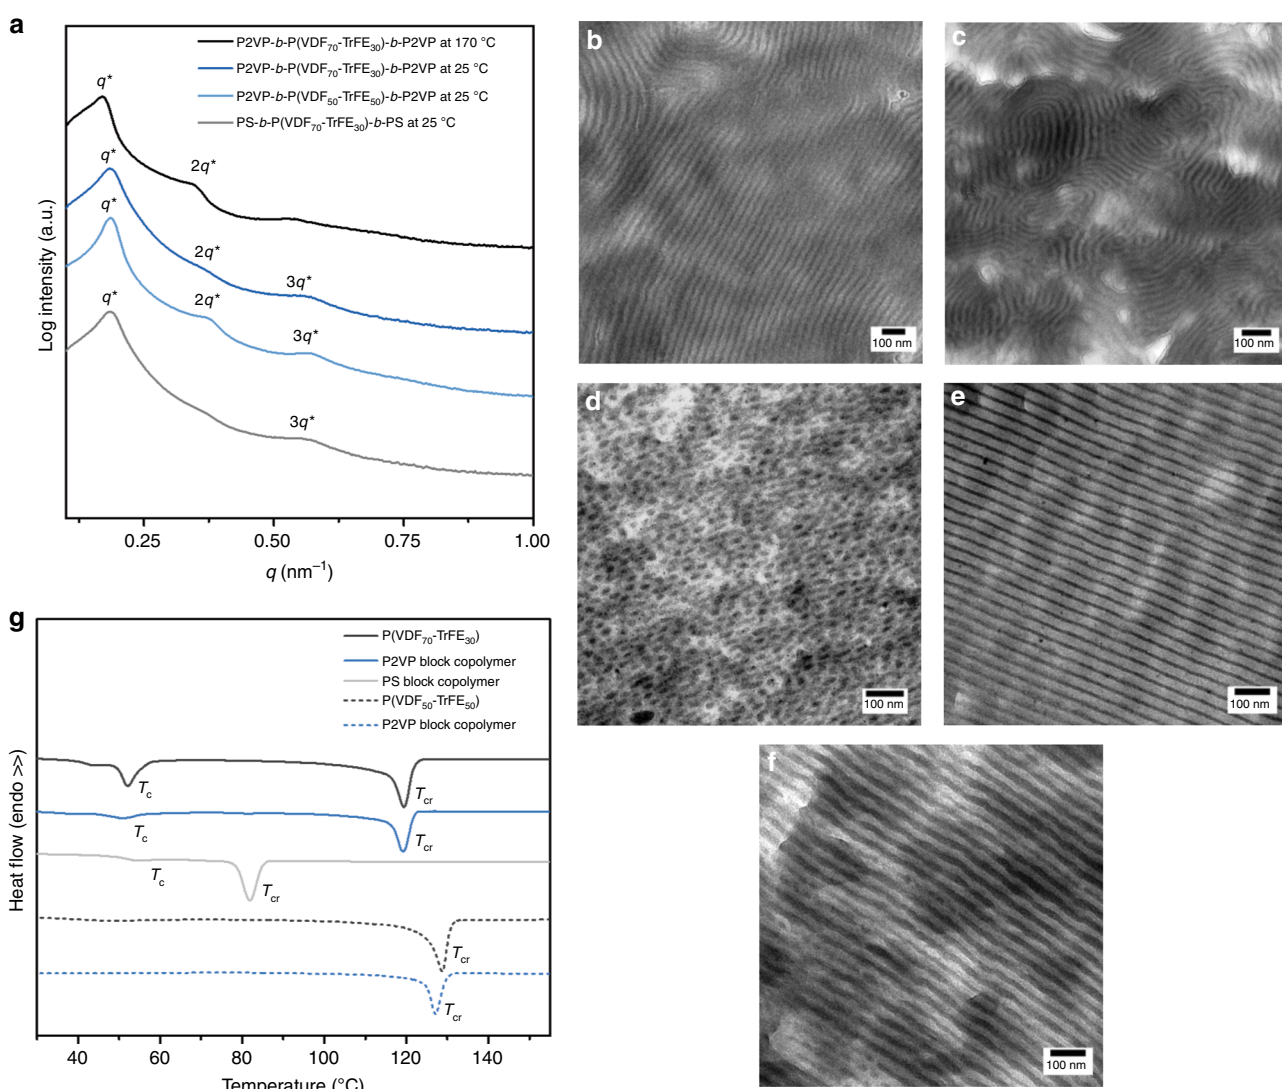 a
P2VP-b-P(VDF₇₀-TrFE₃₀)-b-P2VP at 170 °C
P2VP-b-P(VDF₇₀-TrFE₃₀)-b-P2VP at 25 °C
P2VP-b-P(VDF₅₀-TrFE₅₀)-b-P2VP at 25 °C
PS-b-P(VDF₇₀-TrFE₃₀)-b-PS at 25 °C
q*
2q*
q*
2q*
3q*
q*
2q*
3q*
q*
3q*
Log intensity (a.u.)
0.25 0.50 0.75 1.00
q (nm⁻¹)
b
100 nm
c
100 nm
d
100 nm
e
100 nm
f
100 nm
g
P(VDF₇₀-TrFE₃₀)
P2VP block copolymer
PS block copolymer
P(VDF₅₀-TrFE₅₀)
P2VP block copolymer
Tc
Tcr
Tc
Tcr
Tc
Tcr
Tcr
Tcr
Heat flow (endo >>)
40 60 80 100 120 140
Temperature (°C)